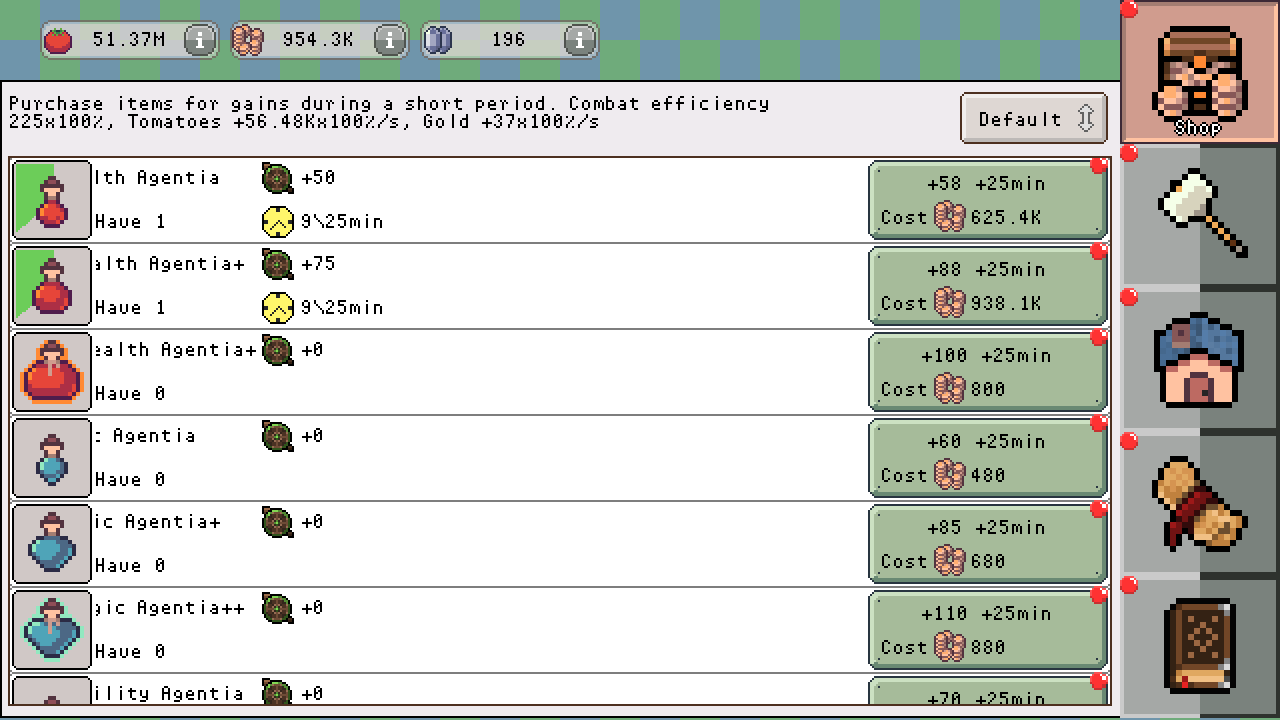 51.37M
954.3K
196
Purchase items for gains during a short period. Combat efficiency
225x100%, Tomatoes +56.48Kx100%/s, Gold +37x100%/s
Default
Shop
lth Agentia +50
Have 1 9\25min
+58 +25min
Cost 625.4K
alth Agentia+ +75
Have 1 9\25min
+88 +25min
Cost 938.1K
ealth Agentia+ +0
Have 0
+100 +25min
Cost 800
c Agentia +0
Have 0
+60 +25min
Cost 480
ic Agentia+ +0
Have 0
+85 +25min
Cost 680
gic Agentia++ +0
Have 0
+110 +25min
Cost 880
ility Agentia +0
+70 +25min